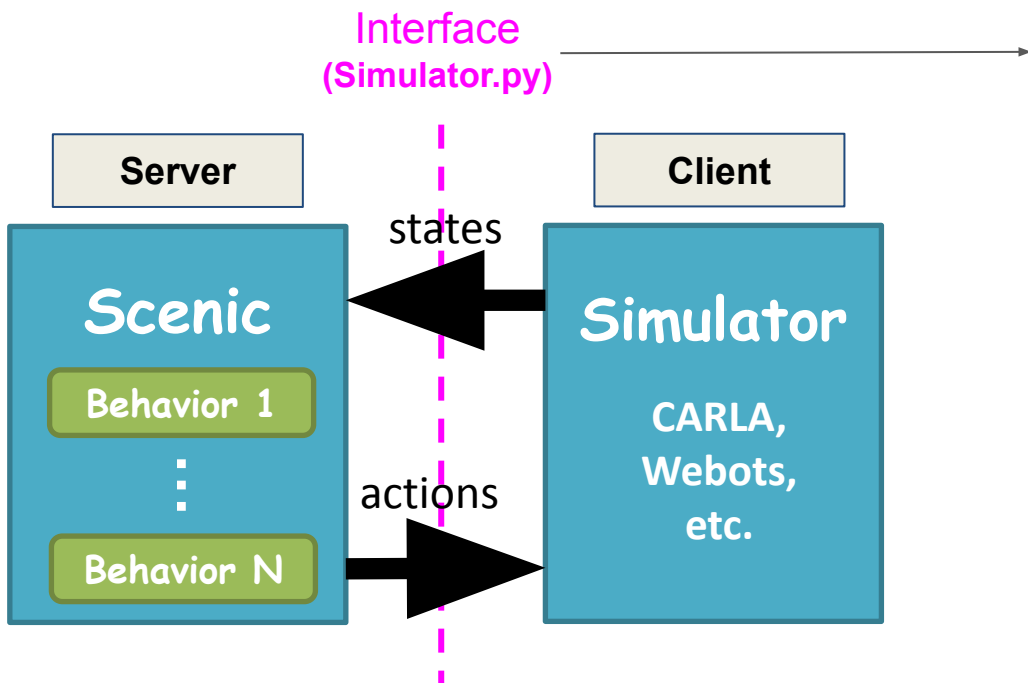 Interface
(Simulator.py)
Server
Client
states
Scenic
Simulator
Behavior 1
CARLA,
Webots,
etc.
actions
Behavior N